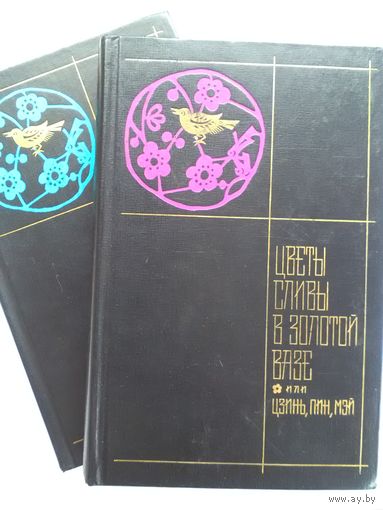 ЦВЕТЫ
СЛИВЫ
В ЗОЛОТОЙ
ВАЗЕ
ИЛИ
ЦЗИНЬ, ПИН, МЭЙ
© www.ay.by